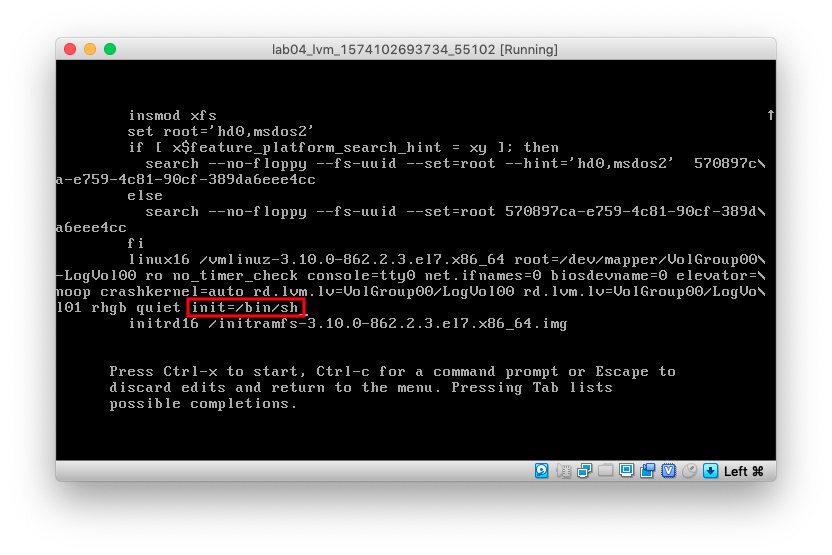 lab04_lvm_1574102693734_55102 [Running]
insmod xfs
set root='hd0,msdos2'
if [ x$feature_platform_search_hint = xy ]; then
search --no-floppy --fs-uuid --set=root --hint='hd0,msdos2'  570897c\
a-e759-4c81-90cf-389da6eee4cc
else
search --no-floppy --fs-uuid --set=root 570897ca-e759-4c81-90cf-389d\
a6eee4cc
fi
linux16 /vmlinuz-3.10.0-862.2.3.el7.x86_64 root=/dev/mapper/VolGroup00\
-LogVol00 ro no_timer_check console=tty0 net.ifnames=0 biosdevname=0 elevator=\
noop crashkernel=auto rd.lvm.lv=VolGroup00/LogVol00 rd.lvm.lv=VolGroup00/LogVo\
l01 rhgb quiet init=/bin/sh_
initrd16 /initramfs-3.10.0-862.2.3.el7.x86_64.img
Press Ctrl-x to start, Ctrl-c for a command prompt or Escape to
discard edits and return to the menu. Pressing Tab lists
possible completions.
Left ⌘